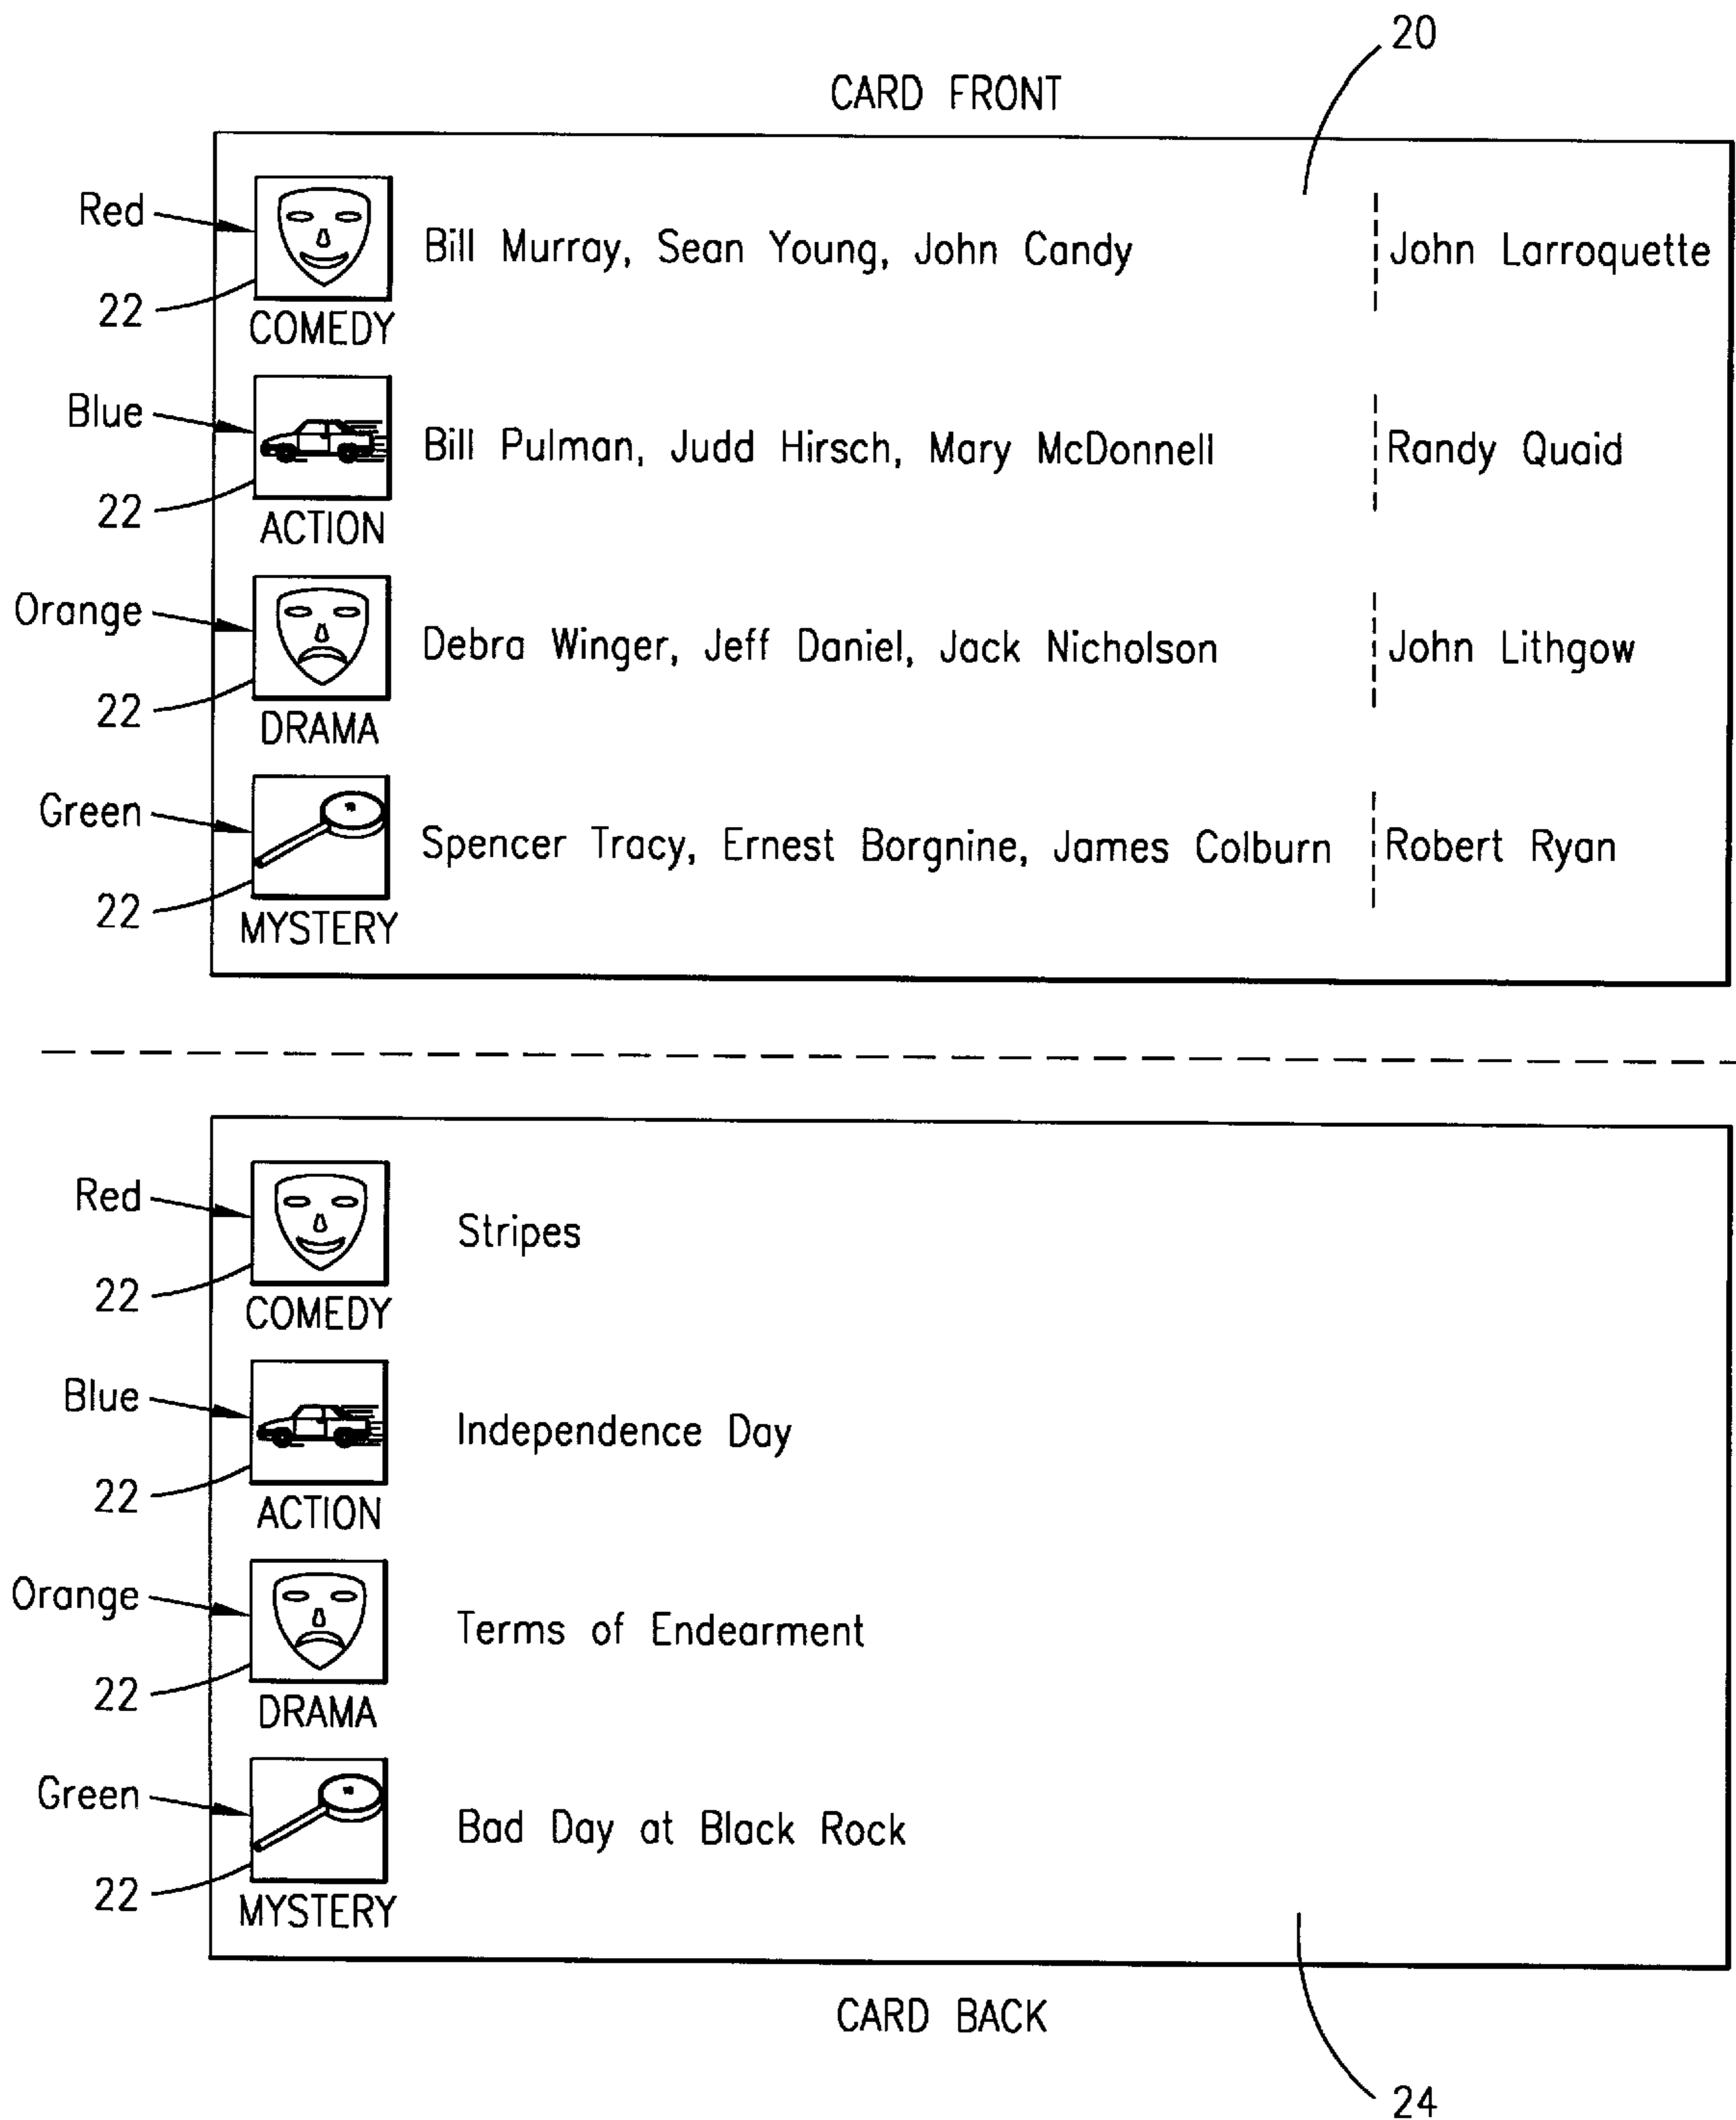 20
CARD FRONT
Red
22
COMEDY
Bill Murray, Sean Young, John Candy
John Larroquette
Blue
22
ACTION
Bill Pulman, Judd Hirsch, Mary McDonnell
Randy Quaid
Orange
22
DRAMA
Debra Winger, Jeff Daniel, Jack Nicholson
John Lithgow
Green
22
MYSTERY
Spencer Tracy, Ernest Borgnine, James Colburn
Robert Ryan
Red
22
COMEDY
Stripes
Blue
22
ACTION
Independence Day
Orange
22
DRAMA
Terms of Endearment
Green
22
MYSTERY
Bad Day at Black Rock
CARD BACK
24